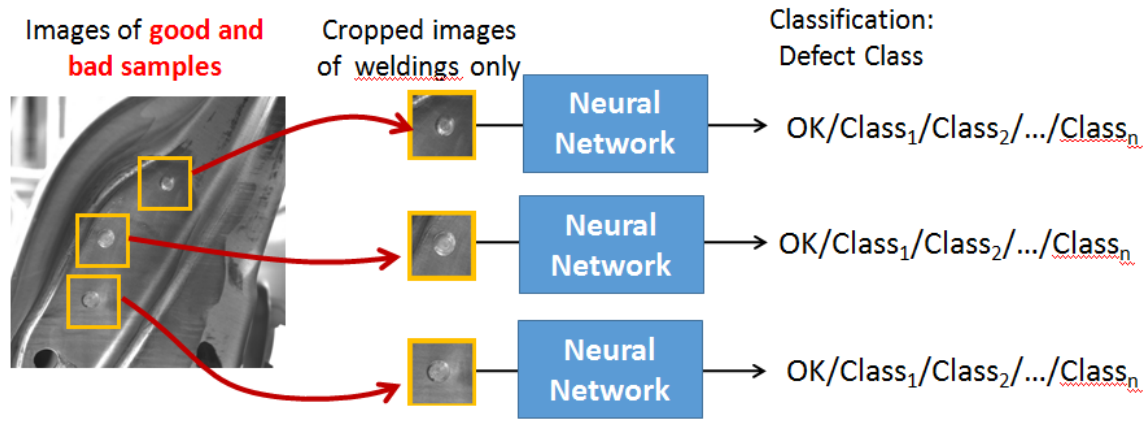 Images of good and
bad samples
Cropped images
of weldings only
Classification:
Defect Class
Neural
Network
OK/Class₁/Class₂/.../Classₙ
Neural
Network
OK/Class₁/Class₂/.../Classₙ
Neural
Network
OK/Class₁/Class₂/.../Classₙ